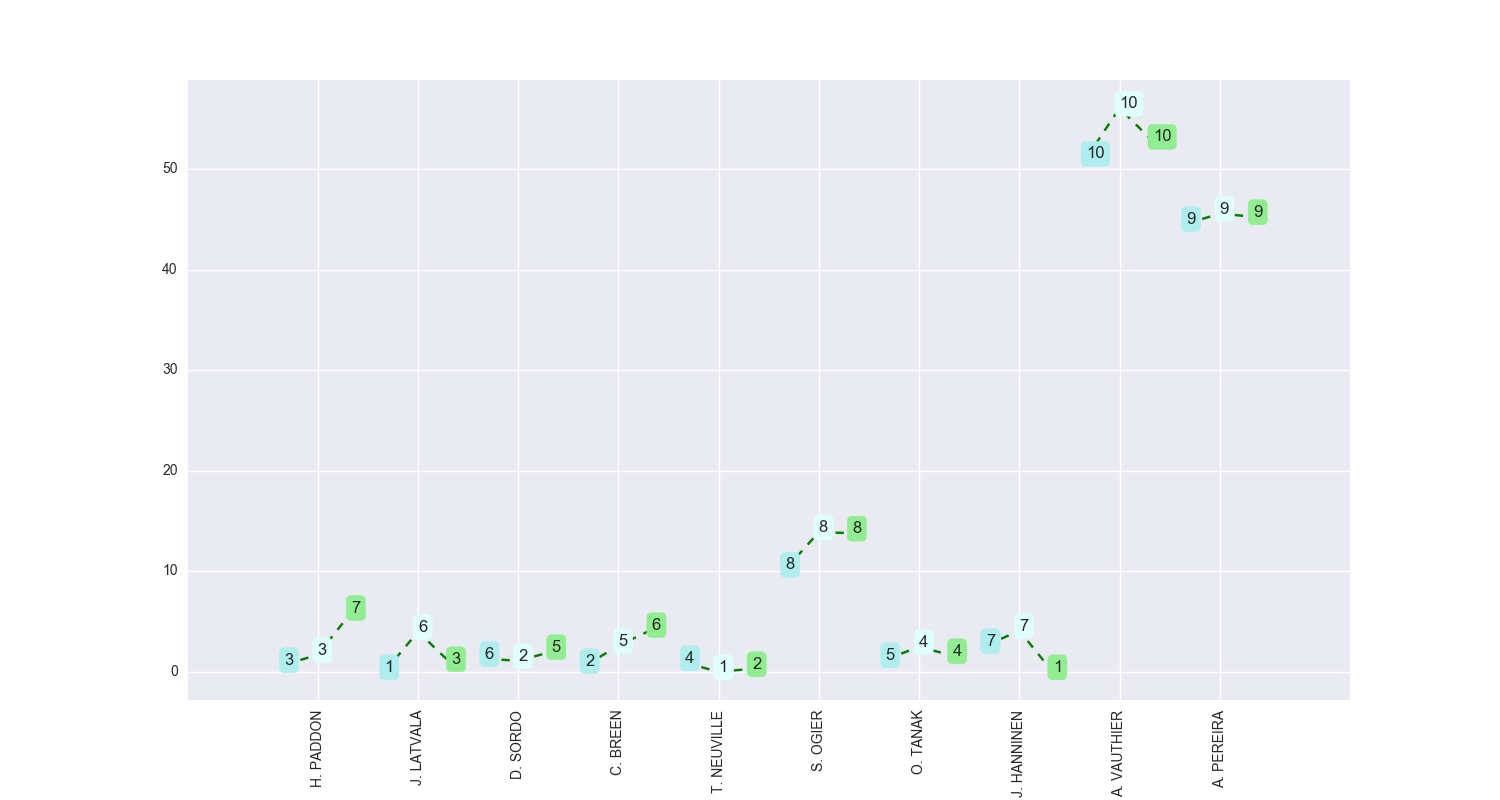 50
40
30
20
10
0
3 3 7
1 6 3
6 2 5
2 5 6
4 1 2
8 8 8
5 4 4
7 7 1
10 10 10
9 9 9
H. PADDON
J. LATVALA
D. SORDO
C. BREEN
T. NEUVILLE
S. OGIER
O. TANAK
J. HANNINEN
A. VAUTHIER
A. PEREIRA